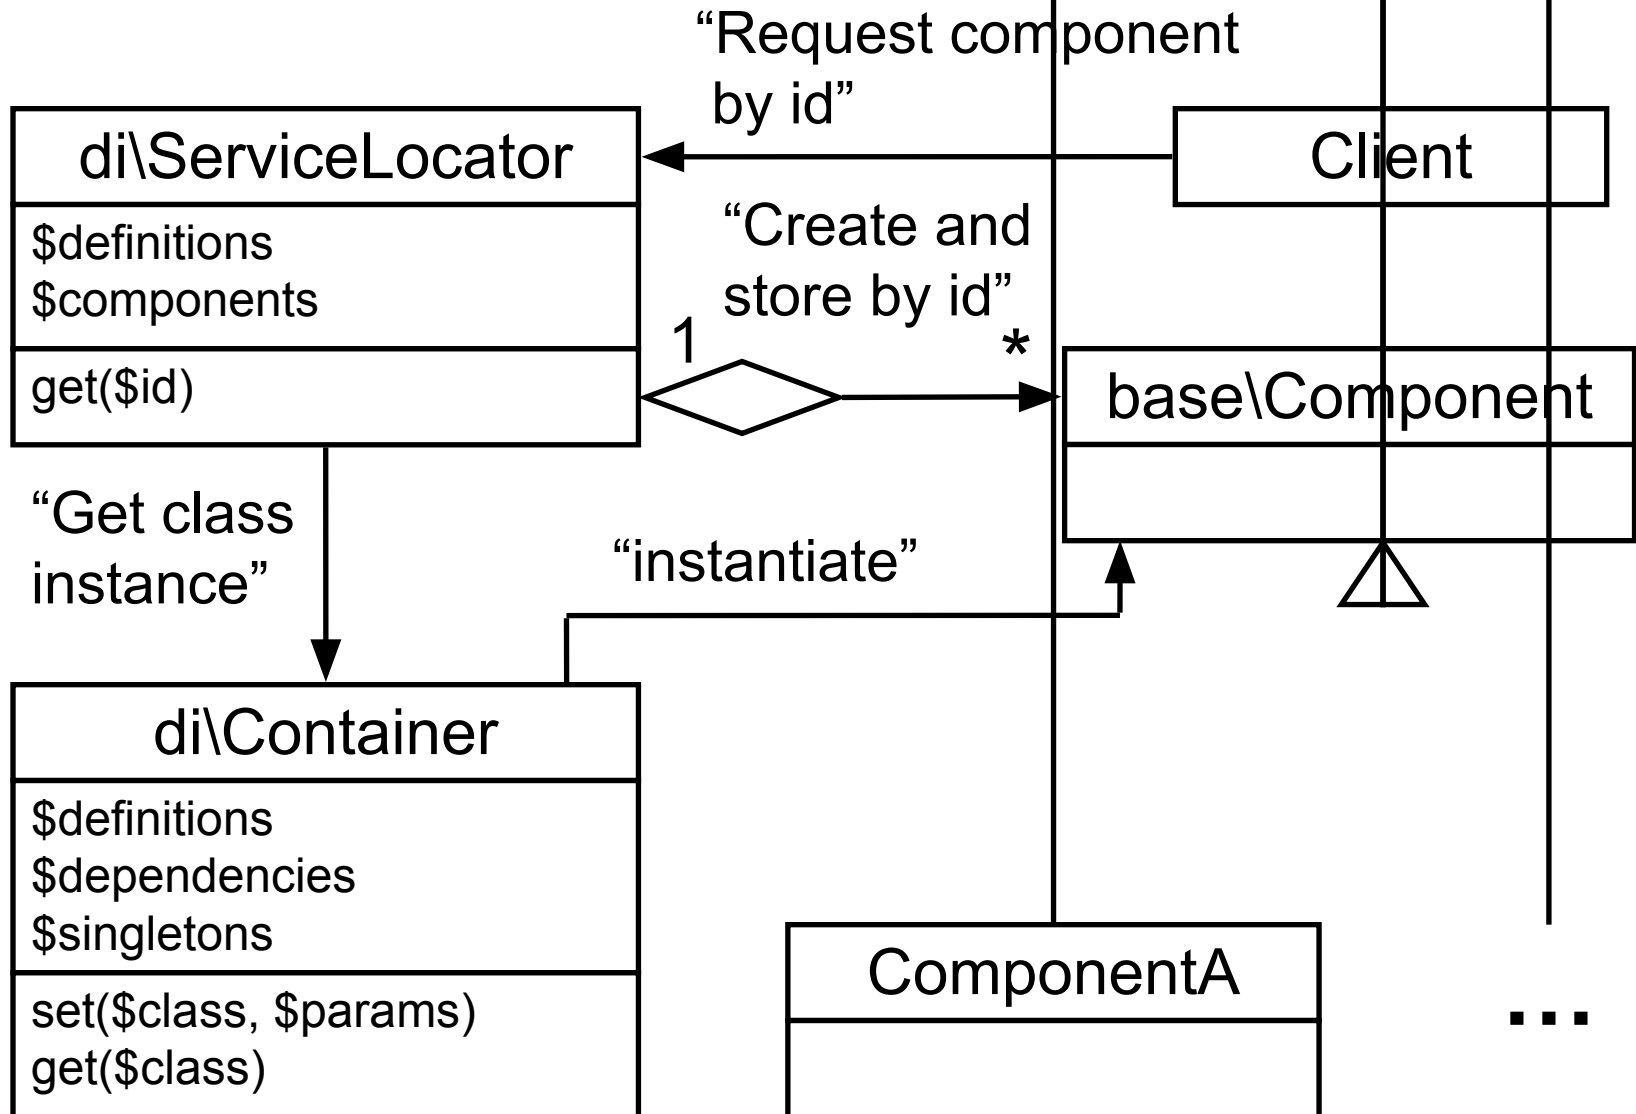 “Request component
by id”
di\ServiceLocator
Client
$definitions
$components
“Create and
store by id”
1
*
get($id)
base\Component
“Get class
instance”
“instantiate”
di\Container
$definitions
$dependencies
$singletons
ComponentA
...
set($class, $params)
get($class)